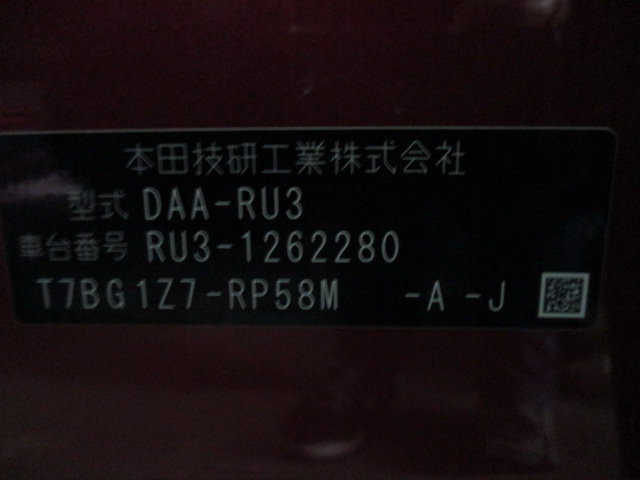 本田技研工業株式会社
型式 DAA-RU3
車台番号 RU3-1262280
T7BG1Z7-RP58M -A -J